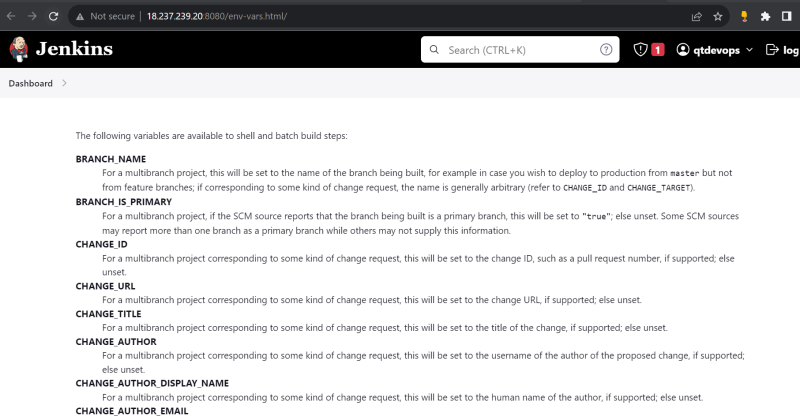 Not secure | 18.237.239.20:8080/env-vars.html/
Jenkins
Search (CTRL+K)
1
qtdevops
log
Dashboard
The following variables are available to shell and batch build steps:
BRANCH_NAME
For a multibranch project, this will be set to the name of the branch being built, for example in case you wish to deploy to production from master but not
from feature branches; if corresponding to some kind of change request, the name is generally arbitrary (refer to CHANGE_ID and CHANGE_TARGET).
BRANCH_IS_PRIMARY
For a multibranch project, if the SCM source reports that the branch being built is a primary branch, this will be set to "true"; else unset. Some SCM sources
may report more than one branch as a primary branch while others may not supply this information.
CHANGE_ID
For a multibranch project corresponding to some kind of change request, this will be set to the change ID, such as a pull request number, if supported; else
unset.
CHANGE_URL
For a multibranch project corresponding to some kind of change request, this will be set to the change URL, if supported; else unset.
CHANGE_TITLE
For a multibranch project corresponding to some kind of change request, this will be set to the title of the change, if supported; else unset.
CHANGE_AUTHOR
For a multibranch project corresponding to some kind of change request, this will be set to the username of the author of the proposed change, if supported;
else unset.
CHANGE_AUTHOR_DISPLAY_NAME
For a multibranch project corresponding to some kind of change request, this will be set to the human name of the author, if supported; else unset.
CHANGE_AUTHOR_EMAIL